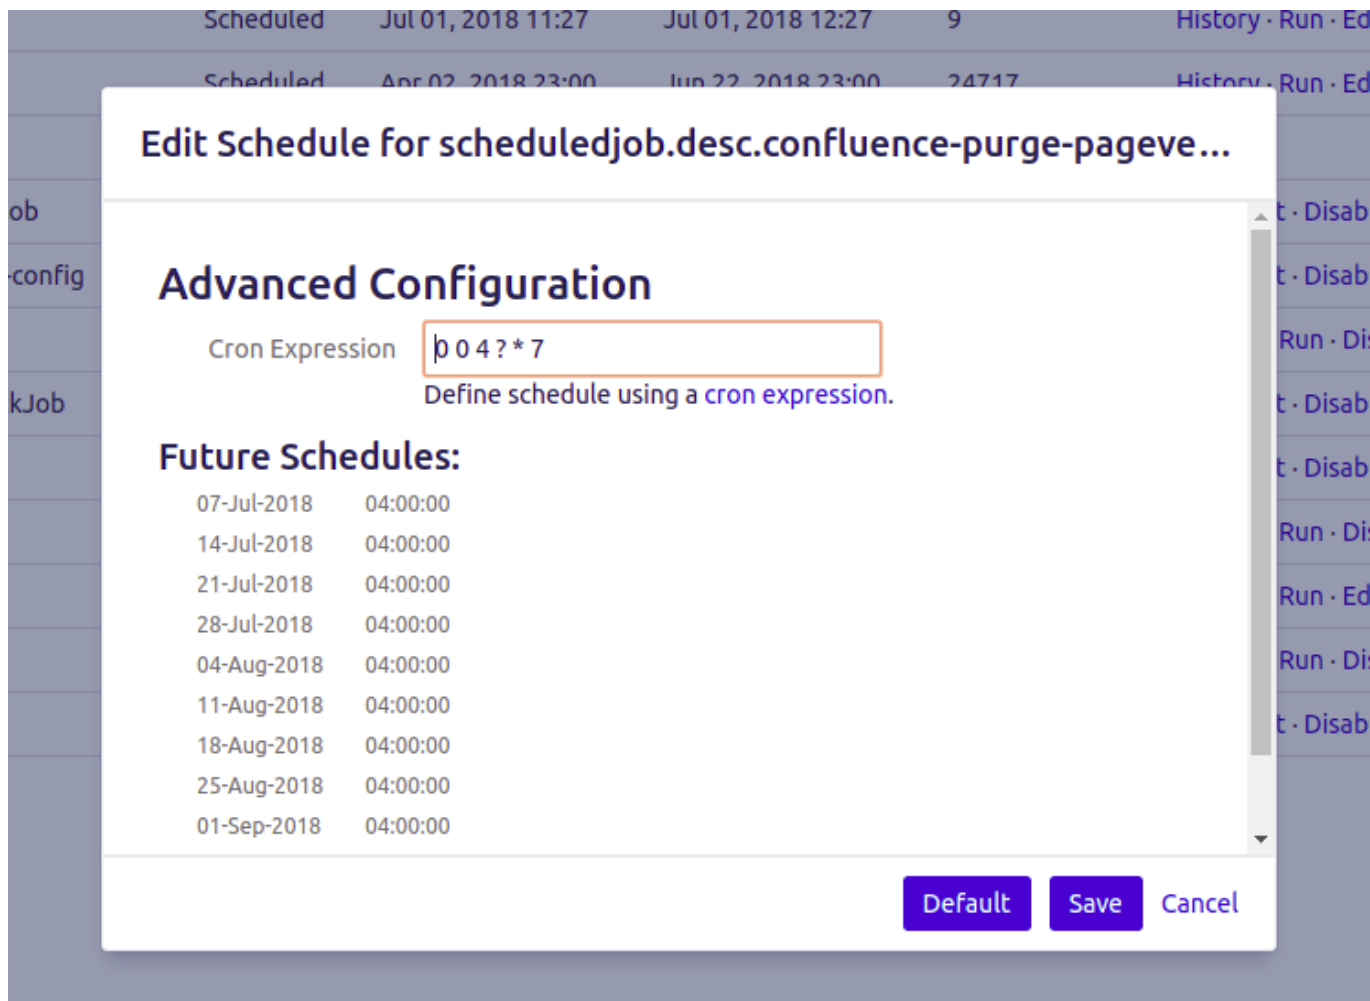 Scheduled Jul 01, 2018 11:27 Jul 01, 2018 12:27 9 History · Run · Ed
Scheduled Apr 02, 2018 23:00 Jun 22, 2018 23:00 24717 History · Run · Ed
Edit Schedule for scheduledjob.desc.confluence-purge-pageve...
ob t · Disab
-config t · Disab
Advanced Configuration
Cron Expression 0 0 4 ? * 7 Run · Dis
Define schedule using a cron expression.
kJob t · Disab
Future Schedules:
t · Disab
07-Jul-2018 04:00:00
14-Jul-2018 04:00:00
Run · Dis
21-Jul-2018 04:00:00
Run · Ed
28-Jul-2018 04:00:00
04-Aug-2018 04:00:00
Run · Dis
11-Aug-2018 04:00:00
t · Disab
18-Aug-2018 04:00:00
25-Aug-2018 04:00:00
01-Sep-2018 04:00:00
Default Save Cancel